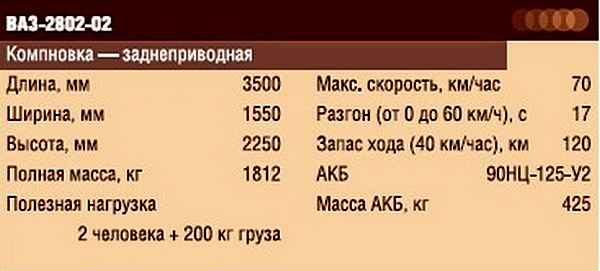 ВАЗ-2802-02
Компновка — заднеприводная
Длина, мм 3500
Ширина, мм 1550
Высота, мм 2250
Полная масса, кг 1812
Полезная нагрузка
2 человека + 200 кг груза
Макс. скорость, км/час 70
Разгон (от 0 до 60 км/ч), с 17
Запас хода (40 км/час), км 120
АКБ 90НЦ-125-У2
Масса АКБ, кг 425